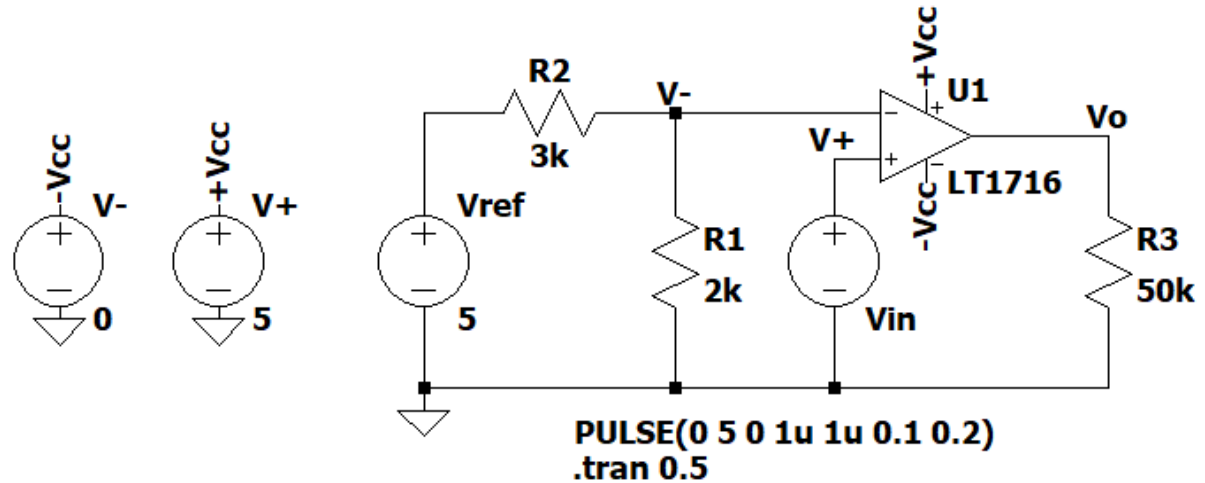 -Vcc
V-
0
+Vcc
V+
5
Vref
5
R2
3k
V-
R1
2k
V+
Vin
+Vcc
U1
-Vcc
LT1716
Vo
R3
50k
PULSE(0 5 0 1u 1u 0.1 0.2)
.tran 0.5